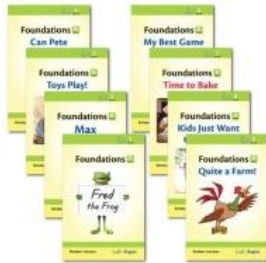 Foundations
Can Pete
Foundations
Toys Play!
Foundations
Max
Foundations
Fred
the Frog
Foundations
My Best Game
Foundations
Time to Bake
Foundations
Kids Just Want
Foundations
Quite a Farm!